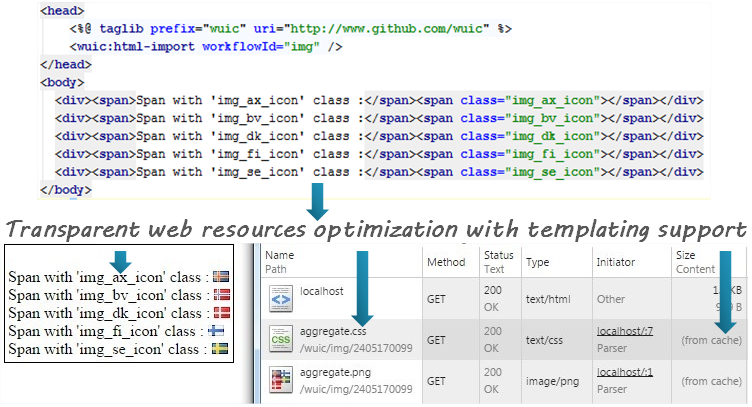 <head>
<%@ taglib prefix="wuic" uri="http://www.github.com/wuic" %>
<wuic:html-import workflowId="img" />
</head>
<body>
<div><span>Span with 'img_ax_icon' class :</span><span class="img_ax_icon"></span></div>
<div><span>Span with 'img_bv_icon' class :</span><span class="img_bv_icon"></span></div>
<div><span>Span with 'img_dk_icon' class :</span><span class="img_dk_icon"></span></div>
<div><span>Span with 'img_fi_icon' class :</span><span class="img_fi_icon"></span></div>
<div><span>Span with 'img_se_icon' class :</span><span class="img_se_icon"></span></div>
</body>
Transparent web resources optimization with templating support
Span with 'img_ax_icon' class :
Span with 'img_bv_icon' class :
Span with 'img_dk_icon' class :
Span with 'img_fi_icon' class :
Span with 'img_se_icon' class :
Name Method Status Type Initiator Size
Path Text Content
localhost GET 200 text/html Other KB
OK B
CSS aggregate.css GET 200 text/css localhost/:7 (from cache)
/wuic/img/2405170099 OK Parser
aggregate.png GET 200 image/png localhost/:1 (from cache)
/wuic/img/2405170099 OK Parser